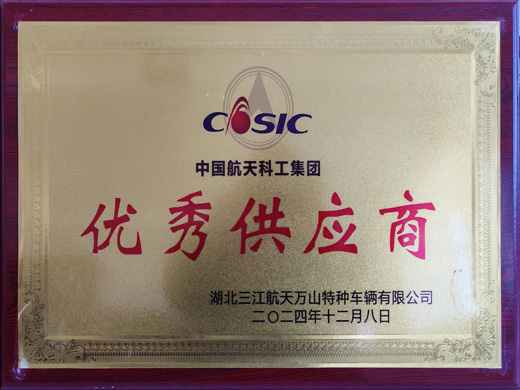 CASIC
中国航天科工集团
优秀供应商
湖北三江航天万山特种车辆有限公司
二〇二四年十二月八日